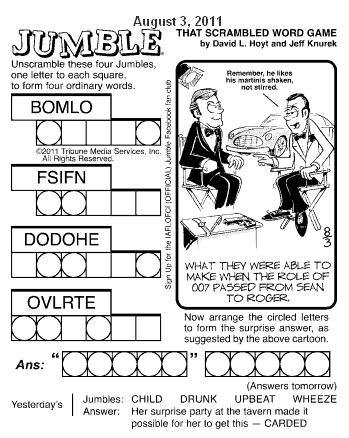 August 3, 2011
JUMBLE®
THAT SCRAMBLED WORD GAME
by David L. Hoyt and Jeff Knurek
Unscramble these four Jumbles,
one letter to each square,
to form four ordinary words.
BOMLO
©2011 Tribune Media Services, Inc.
All Rights Reserved.
FSIFN
DODOHE
OVLRTE
Sign Up for the IAFLOFCI (OFFICIAL) Jumble Facebook fan club
Remember, he likes
his martinis shaken,
not stirred.
8/3
WHAT THEY WERE ABLE TO
MAKE WHEN THE ROLE OF
007 PASSED FROM SEAN
TO ROGER.
Now arrange the circled letters
to form the surprise answer, as
suggested by the above cartoon.
Ans: “ ” 
(Answers tomorrow)
Yesterday's
Jumbles: CHILD DRUNK UPBEAT WHEEZE
Answer: Her surprise party at the tavern made it
possible for her to get this — CARDED